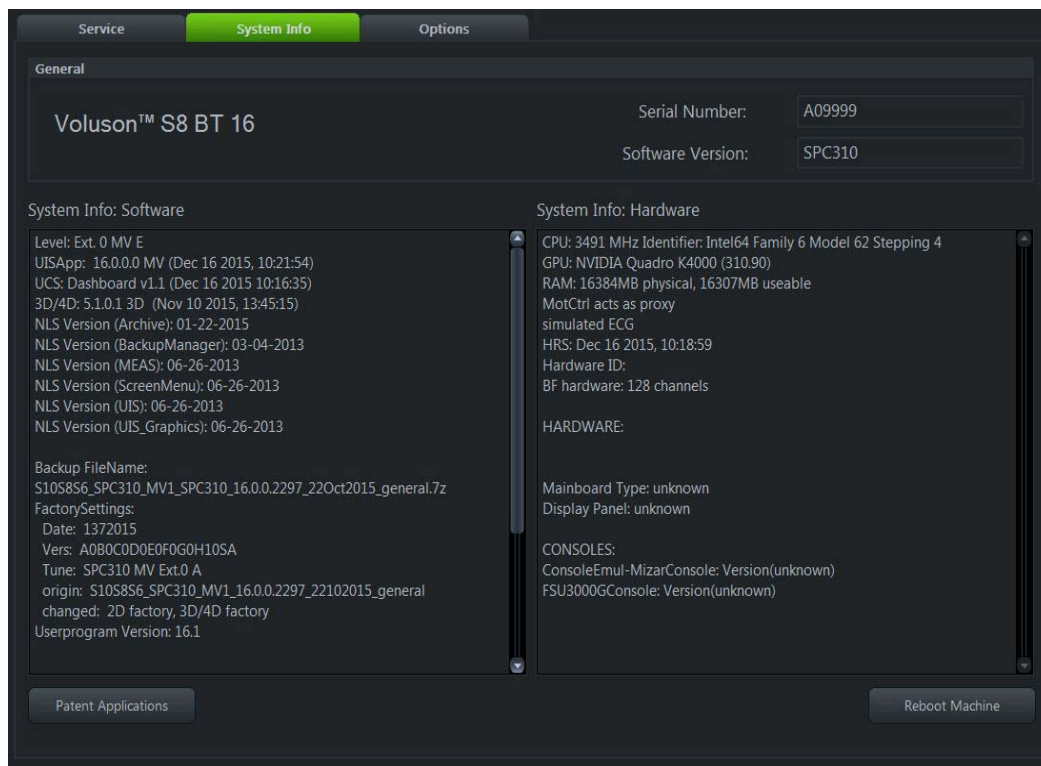 Service
System Info
Options
General
Voluson™ S8 BT 16
Serial Number:
A09999
Software Version:
SPC310
System Info: Software
Level: Ext. 0 MV E
UISApp: 16.0.0.0 MV (Dec 16 2015, 10:21:54)
UCS: Dashboard v1.1 (Dec 16 2015 10:16:35)
3D/4D: 5.1.0.1 3D (Nov 10 2015, 13:45:15)
NLS Version (Archive): 01-22-2015
NLS Version (BackupManager): 03-04-2013
NLS Version (MEAS): 06-26-2013
NLS Version (ScreenMenu): 06-26-2013
NLS Version (UIS): 06-26-2013
NLS Version (UIS_Graphics): 06-26-2013
Backup FileName:
S10S8S6_SPC310_MV1_SPC310_16.0.0.2297_22Oct2015_general.7z
FactorySettings:
Date: 1372015
Vers: A0B0C0D0E0F0G0H10SA
Tune: SPC310 MV Ext.0 A
origin: S10S8S6_SPC310_MV1_16.0.0.2297_22102015_general
changed: 2D factory, 3D/4D factory
Userprogram Version: 16.1
System Info: Hardware
CPU: 3491 MHz Identifier: Intel64 Family 6 Model 62 Stepping 4
GPU: NVIDIA Quadro K4000 (310.90)
RAM: 16384MB physical, 16307MB useable
MotCtrl acts as proxy
simulated ECG
HRS: Dec 16 2015, 10:18:59
Hardware ID:
BF hardware: 128 channels
HARDWARE:
Mainboard Type: unknown
Display Panel: unknown
CONSOLES:
ConsoleEmul-MizarConsole: Version(unknown)
FSU3000GConsole: Version(unknown)
Patent Applications
Reboot Machine